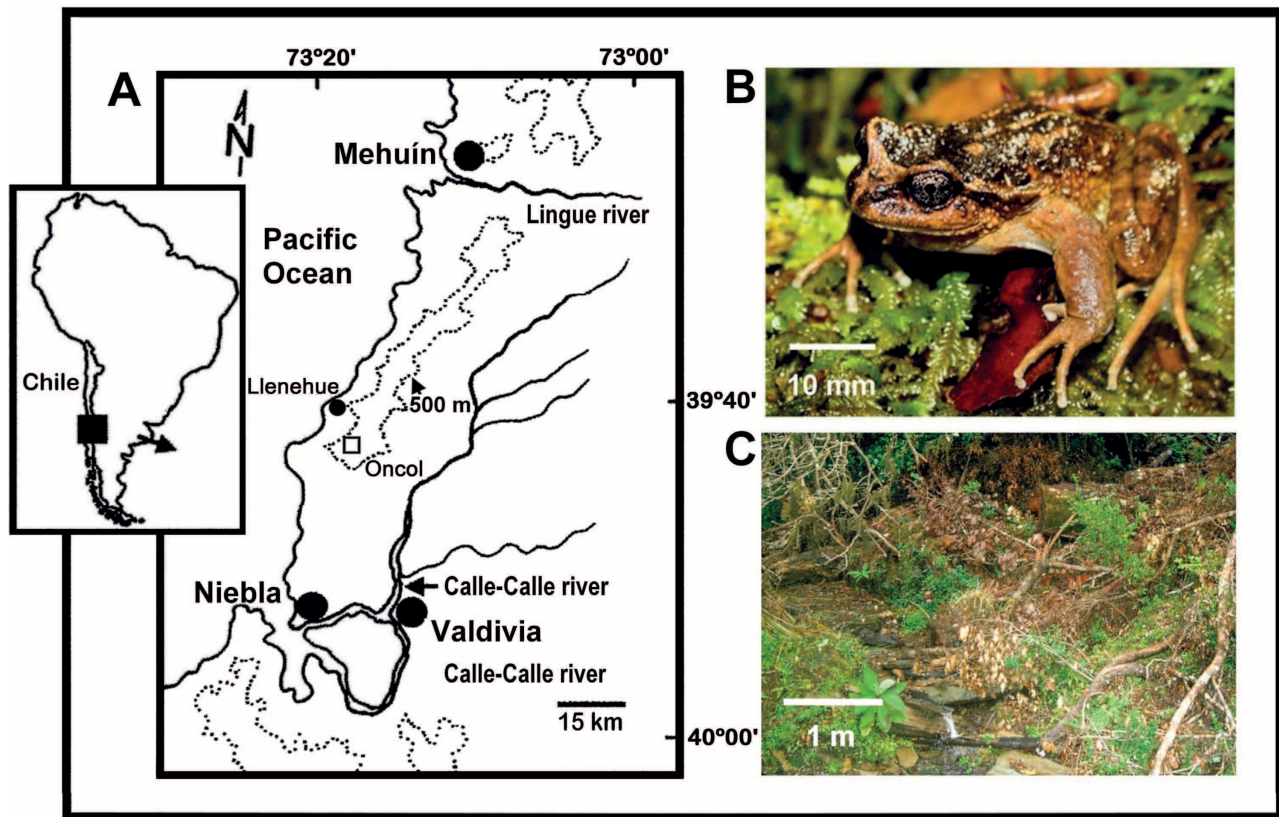 73º20'
73º00'
A
N
Mehuín
Lingue river
Pacific
Ocean
Chile
Llenehue
500 m
39º40'
Oncol
Niebla
Calle-Calle river
Valdivia
Calle-Calle river
15 km
40º00'
B
10 mm
C
1 m